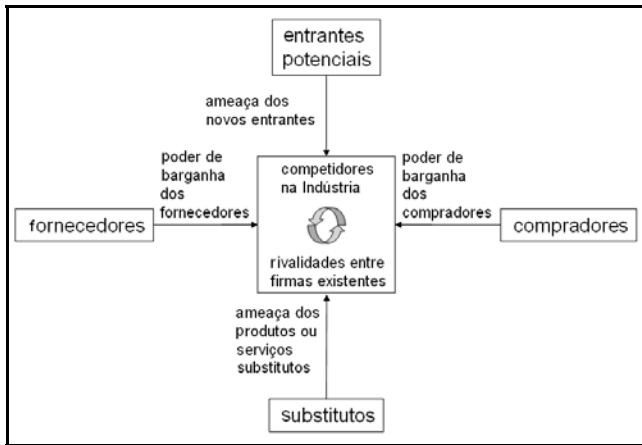 entrantes
potenciais
ameaça dos
novos entrantes
poder de
barganha
dos
fornecedores
fornecedores
competidores
na Indústria
rivalidades entre
firmas existentes
poder de
barganha
dos
compradores
compradores
ameaça dos
produtos ou
serviços
substitutos
substitutos